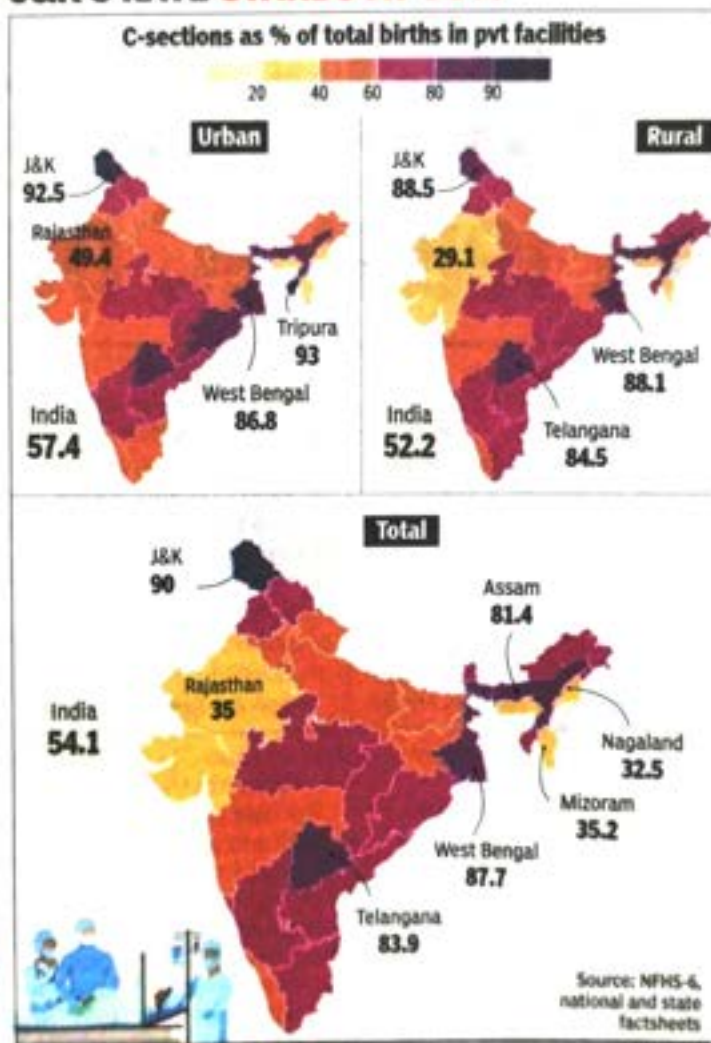 C-sections as % of total births in pvt facilities
20 40 60 80 90
Urban
J&K
92.5
Rajasthan
49.4
Tripura
93
West Bengal
86.8
India
57.4
Rural
J&K
88.5
29.1
West Bengal
88.1
India
52.2
Telangana
84.5
Total
J&K
90
Assam
81.4
Rajasthan
35
India
54.1
Nagaland
32.5
Mizoram
35.2
West Bengal
87.7
Telangana
83.9
Source: NFHS-6,
national and state
factsheets